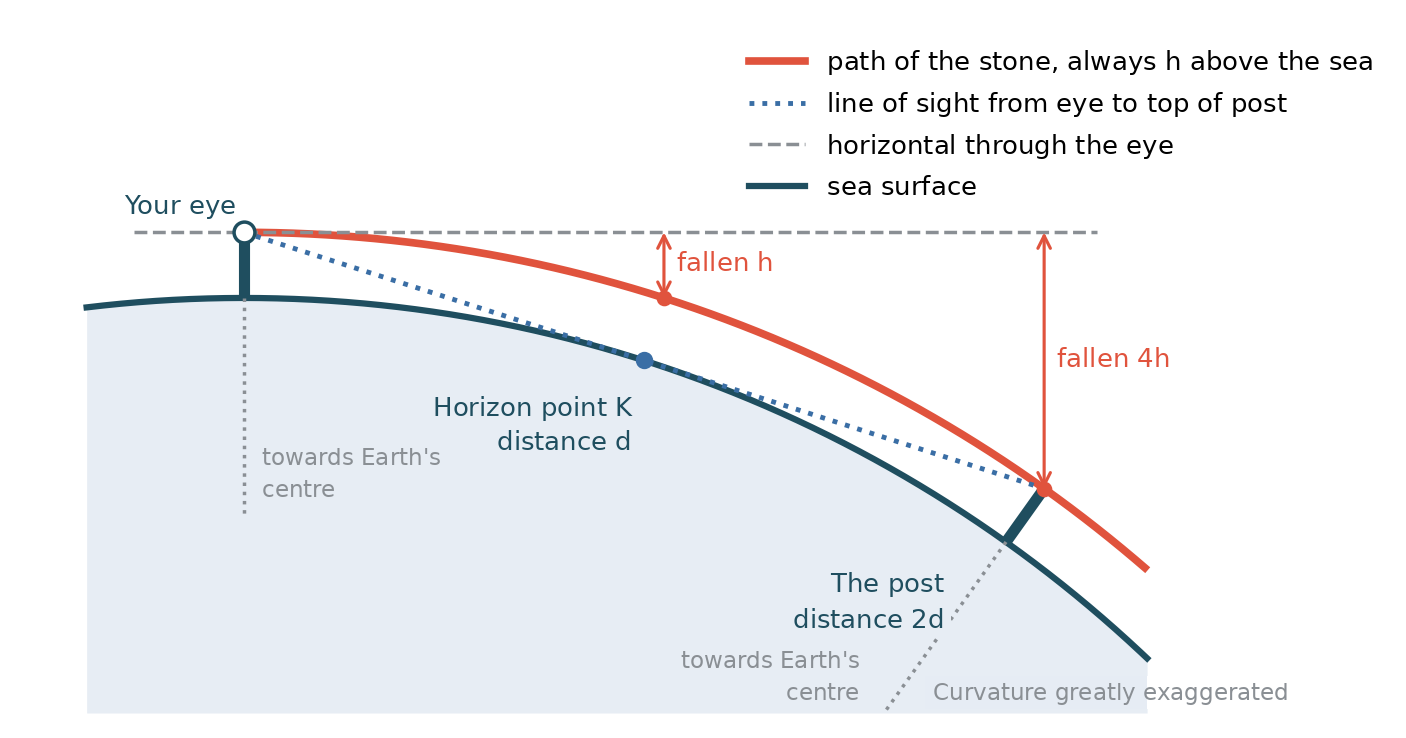 path of the stone, always h above the sea
line of sight from eye to top of post
horizontal through the eye
sea surface
Your eye
fallen h
fallen 4h
Horizon point K
distance d
towards Earth's
centre
The post
distance 2d
towards Earth's
centre
Curvature greatly exaggerated